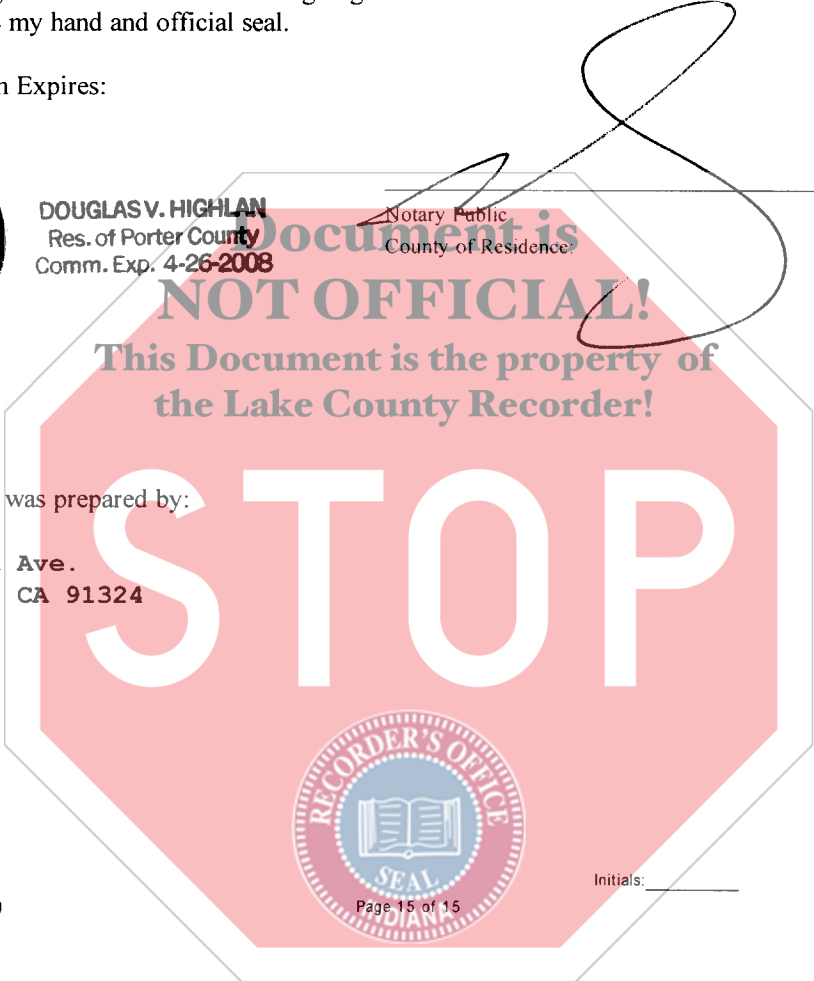 my hand and official seal.
Expires:
DOUGLAS V. HIGHLAN
Res. of Porter County
Comm. Exp. 4-26-2008
Notary Public
County of Residence:
Document is
NOT OFFICIAL!
This Document is the property of
the Lake County Recorder!
was prepared by:
Ave.
CA 91324
STOP
RECORDER'S OFFICE
SEAL
INDIANA
Initials:
Page 15 of 15